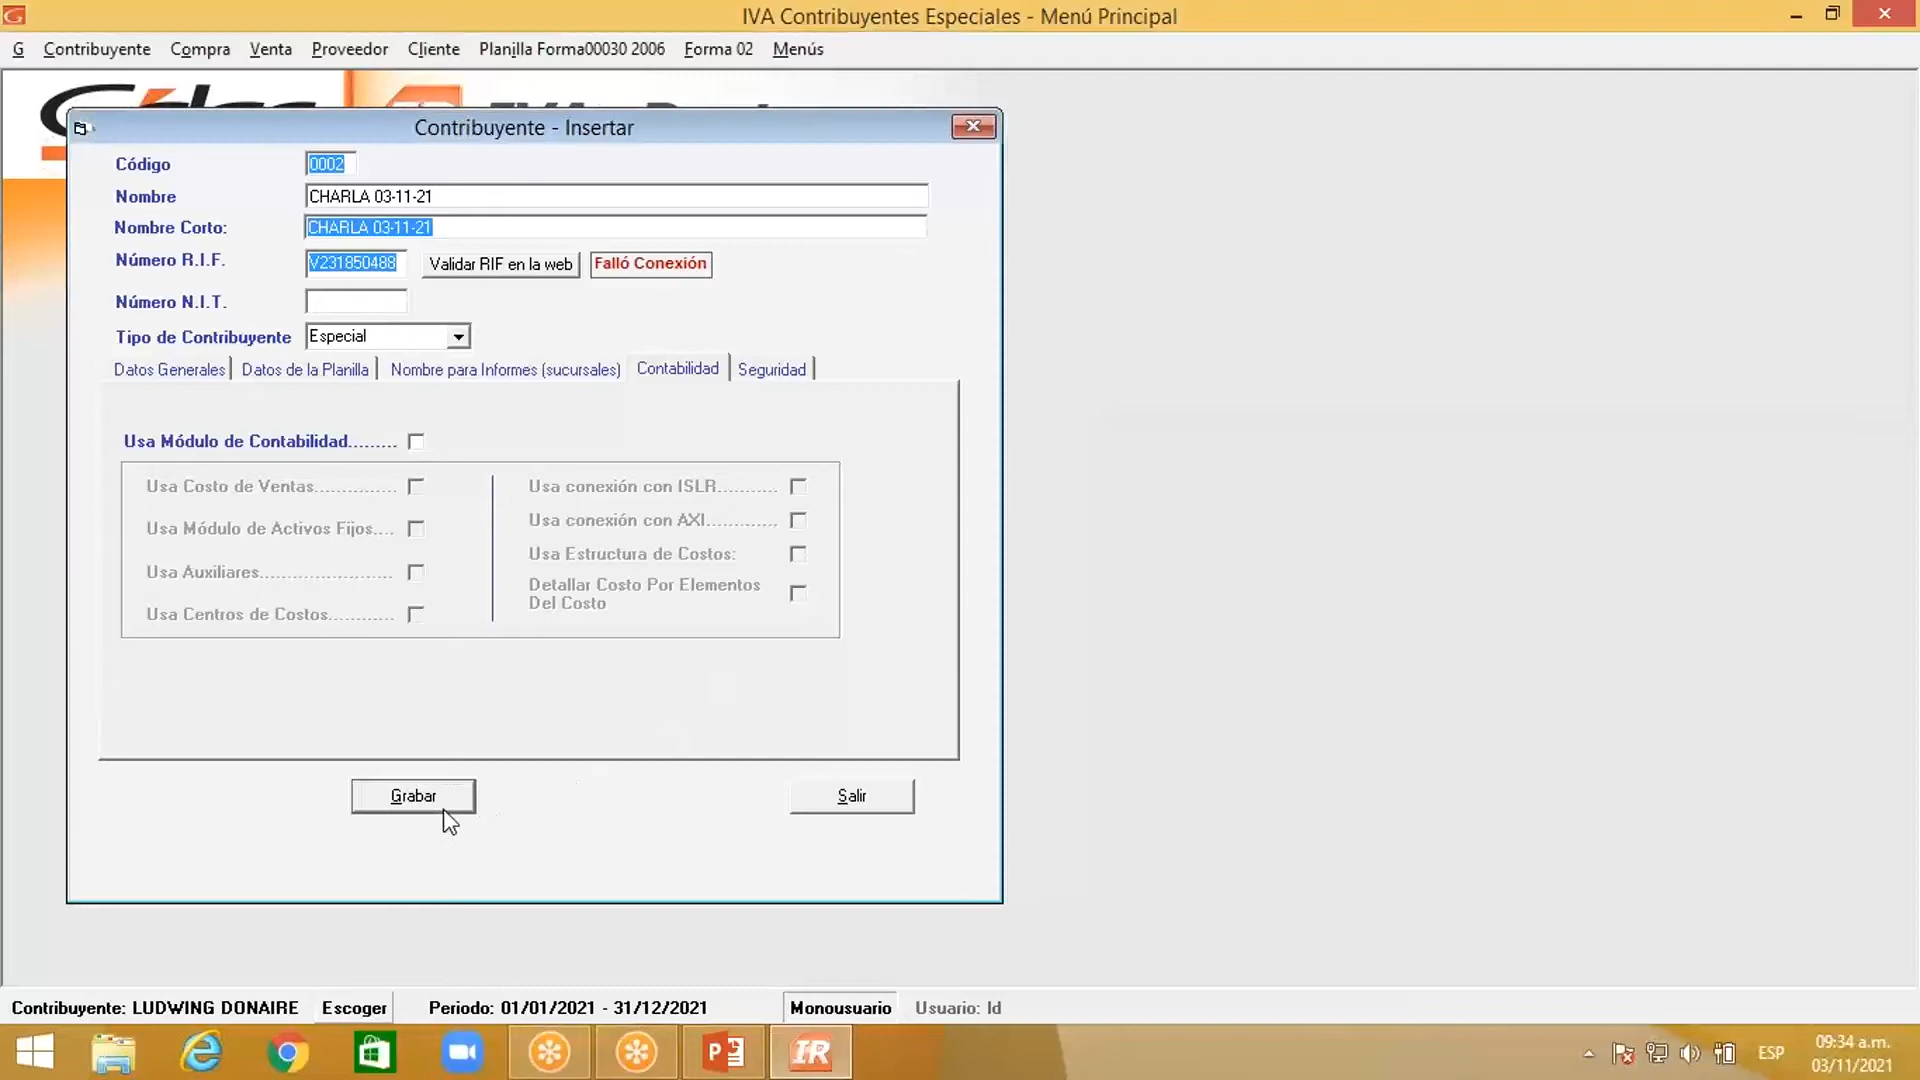 IVA Contribuyentes Especiales - Menú Principal
G Contribuyente Compra Venta Proveedor Cliente Planilla Forma00030 2006 Forma 02 Menús
Contribuyente - Insertar
Código 0002
Nombre CHARLA 03-11-21
Nombre Corto: CHARLA 03-11-21
Número R.I.F. V231850488 Validar RIF en la web Falló Conexión
Número N.I.T.
Tipo de Contribuyente Especial
Datos Generales Datos de la Planilla Nombre para Informes (sucursales) Contabilidad Seguridad
Usa Módulo de Contabilidad.........
Usa Costo de Ventas.............. Usa conexión con ISLR..........
Usa Módulo de Activos Fijos.... Usa conexión con AXI............
Usa Auxiliares....................... Usa Estructura de Costos:
Usa Centros de Costos............ Detallar Costo Por Elementos
Del Costo
Grabar Salir
Contribuyente: LUDWING DONAIRE Escoger Periodo: 01/01/2021 - 31/12/2021 Monousuario Usuario: Id
ESP 09:34 a.m.
03/11/2021